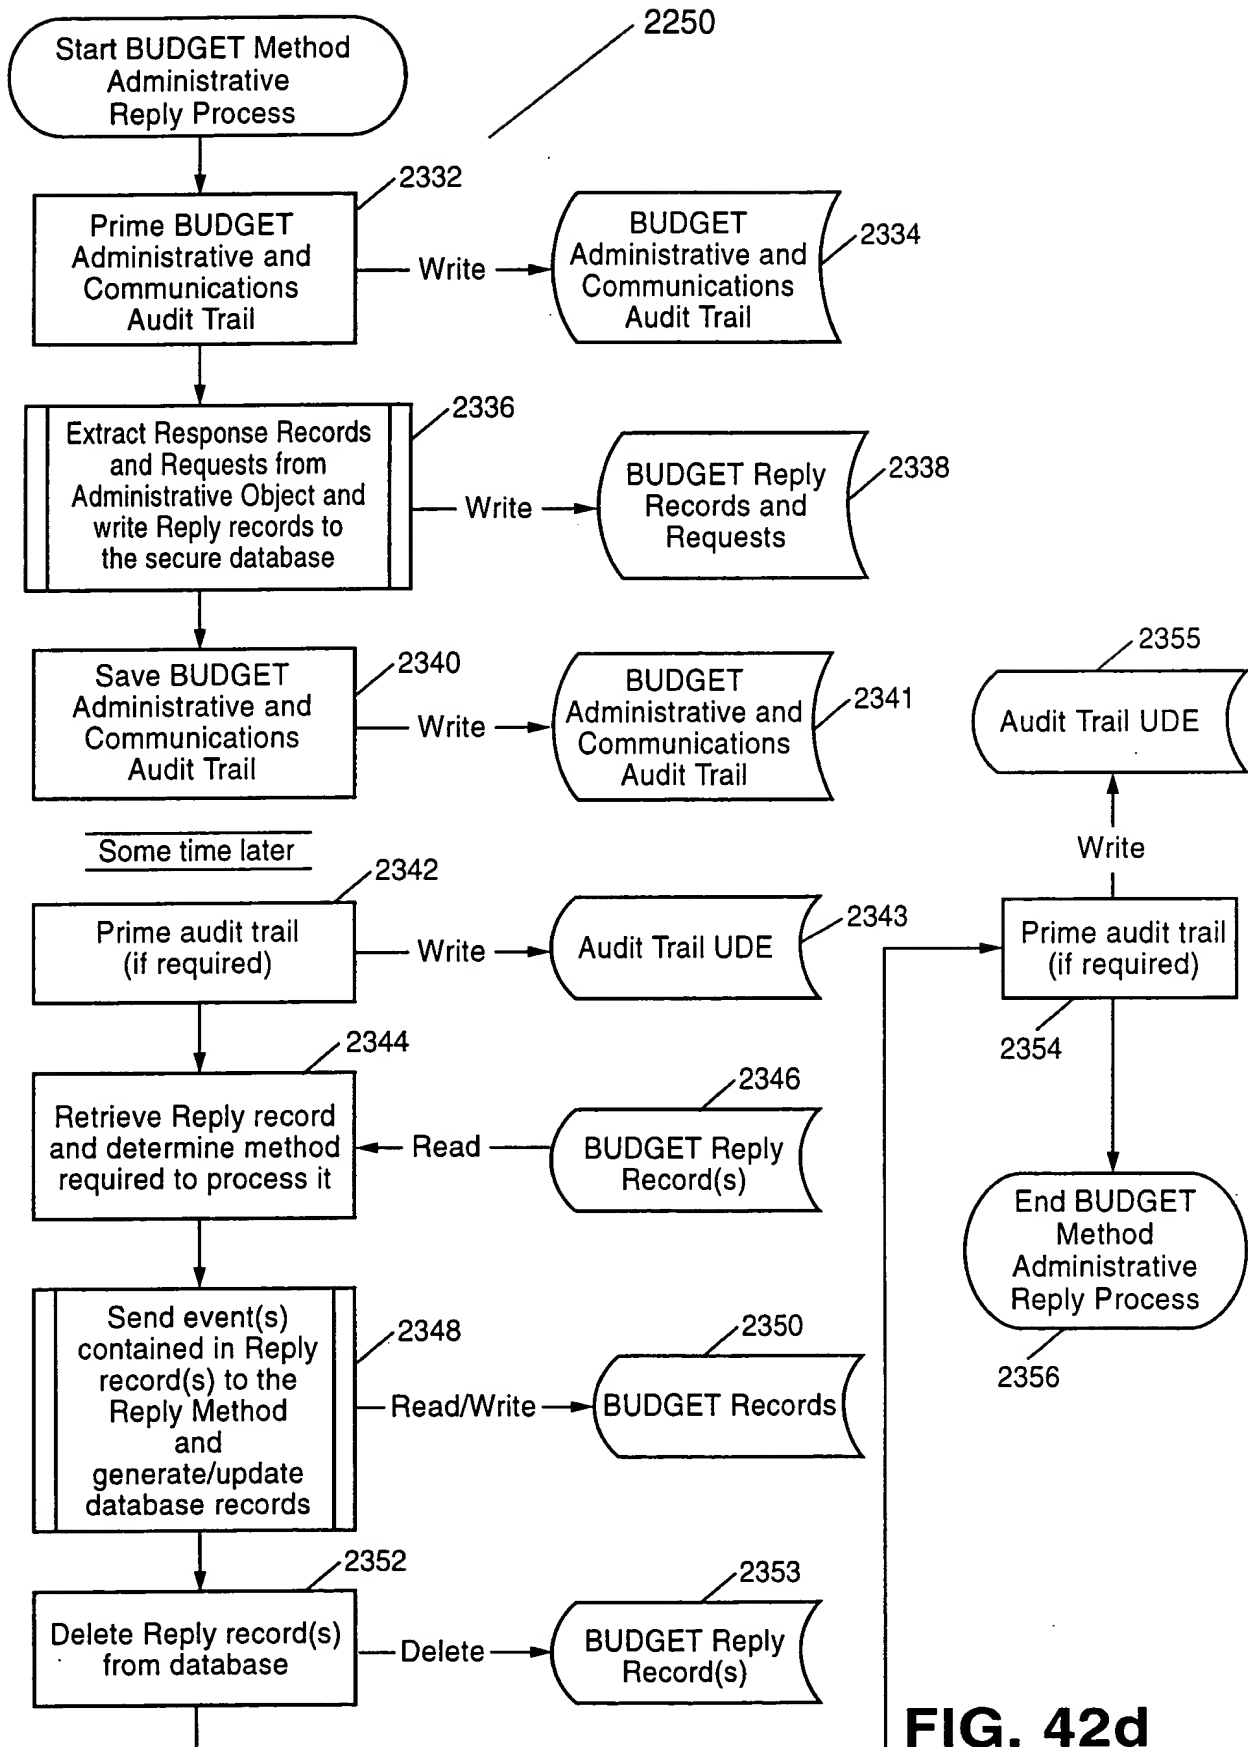 2250
Start BUDGET Method
Administrative
Reply Process
2332
Prime BUDGET
Administrative and
Communications
Audit Trail
Write
BUDGET
Administrative and
Communications
Audit Trail
2334
2336
Extract Response Records
and Requests from
Administrative Object and
write Reply records to
the secure database
Write
BUDGET Reply
Records and
Requests
2338
2340
Save BUDGET
Administrative and
Communications
Audit Trail
Write
BUDGET
Administrative and
Communications
Audit Trail
2341
Some time later
2342
Prime audit trail
(if required)
Write
Audit Trail UDE
2343
2344
Retrieve Reply record
and determine method
required to process it
Read
2346
BUDGET Reply
Record(s)
2348
Send event(s)
contained in Reply
record(s) to the
Reply Method
and
generate/update
database records
Read/Write
2350
BUDGET Records
2352
Delete Reply record(s)
from database
Delete
2353
BUDGET Reply
Record(s)
2355
Audit Trail UDE
Write
Prime audit trail
(if required)
2354
End BUDGET
Method
Administrative
Reply Process
2356
FIG. 42d